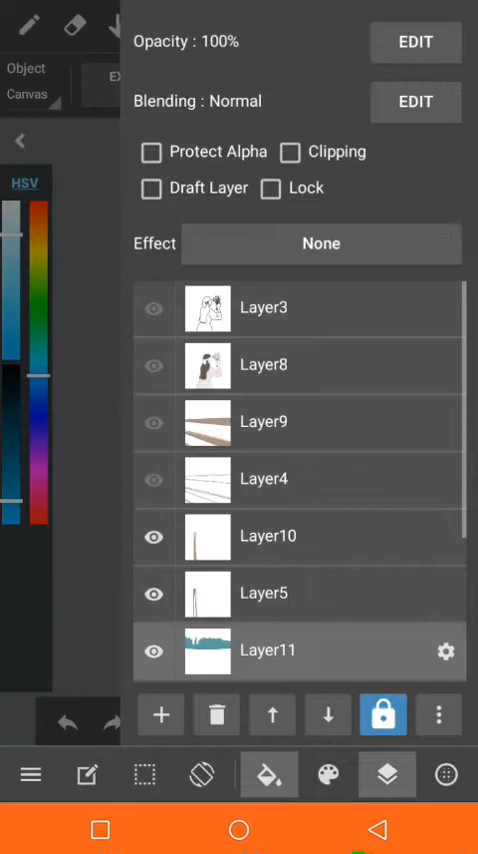 Opacity : 100%
EDIT
Object
Canvas
Blending : Normal
EDIT
Protect Alpha
Clipping
HSV
Draft Layer
Lock
Effect
None
Layer3
Layer8
Layer9
Layer4
Layer10
Layer5
Layer11